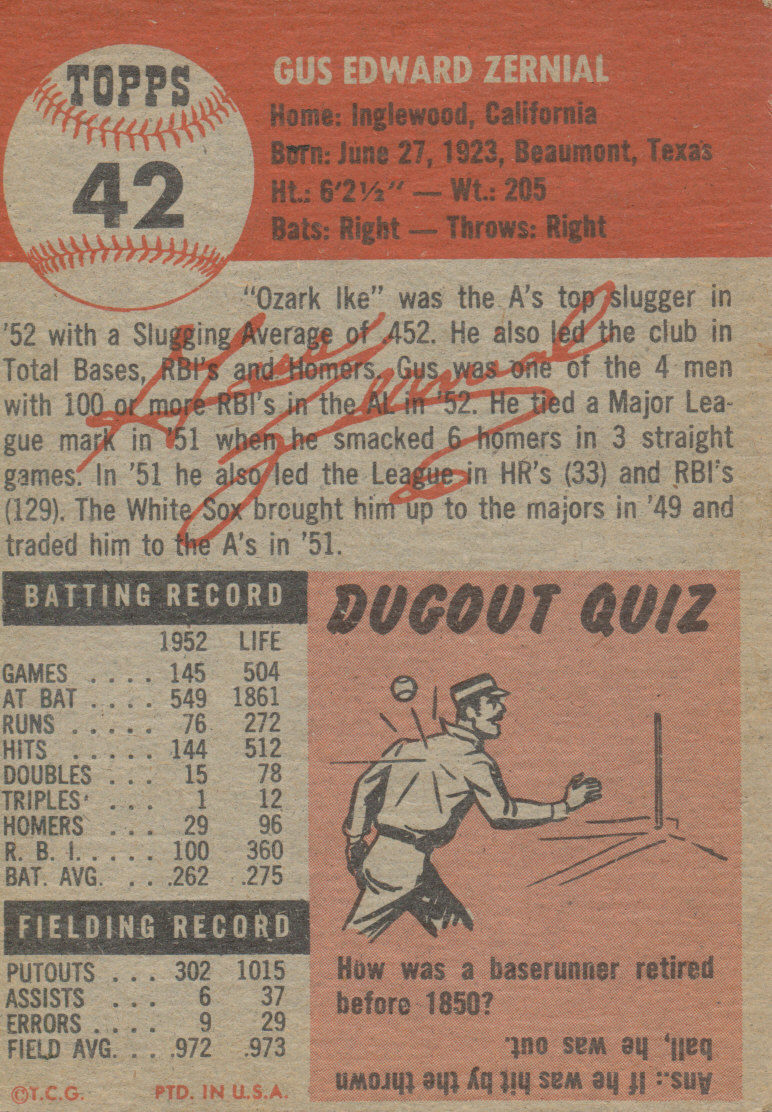 TOPPS
42
GUS EDWARD ZERNIAL
Home: Inglewood, California
Born: June 27, 1923, Beaumont, Texas
Ht.: 6'2½" — Wt.: 205
Bats: Right — Throws: Right
"Ozark Ike" was the A's top slugger in
'52 with a Slugging Average of .452. He also led the club in
Total Bases, RBI's and Homers. Gus was one of the 4 men
with 100 or more RBI's in the AL in '52. He tied a Major Lea-
gue mark in '51 when he smacked 6 homers in 3 straight
games. In '51 he also led the League in HR's (33) and RBI's
(129). The White Sox brought him up to the majors in '49 and
traded him to the A's in '51.
Gus Zernial
BATTING RECORD
1952 LIFE
GAMES . . . . 145 504
AT BAT . . . . 549 1861
RUNS . . . . . 76 272
HITS . . . . . 144 512
DOUBLES . . . 15 78
TRIPLES . . . 1 12
HOMERS . . . 29 96
R. B. I. . . . . 100 360
BAT. AVG. . . .262 .275
FIELDING RECORD
PUTOUTS . . . 302 1015
ASSISTS . . . 6 37
ERRORS . . . . 9 29
FIELD AVG. . . .972 .973
©T.C.G. PTD. IN U.S.A.
DUGOUT QUIZ
How was a baserunner retired
before 1850?
Ans.: If he was hit by the thrown
ball, he was out.